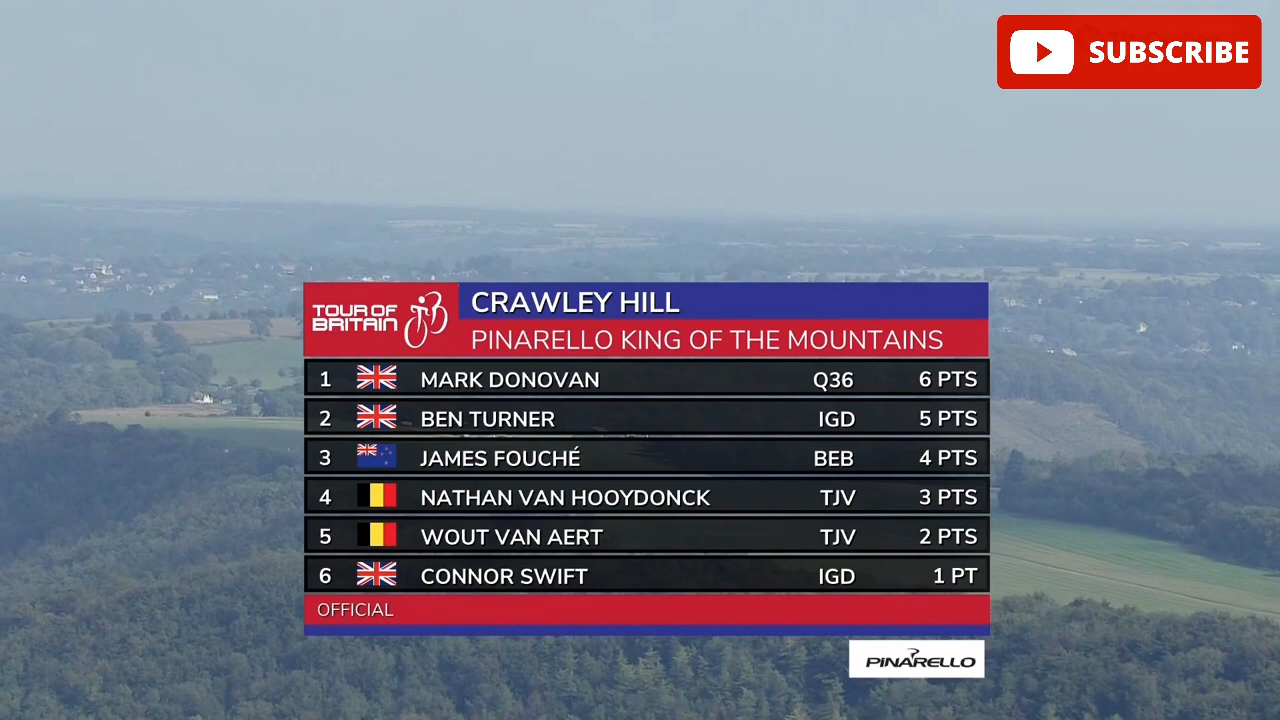 SUBSCRIBE
TOUR OF
BRITAIN
CRAWLEY HILL
PINARELLO KING OF THE MOUNTAINS
1 MARK DONOVAN Q36 6 PTS
2 BEN TURNER IGD 5 PTS
3 JAMES FOUCHÉ BEB 4 PTS
4 NATHAN VAN HOOYDONCK TJV 3 PTS
5 WOUT VAN AERT TJV 2 PTS
6 CONNOR SWIFT IGD 1 PT
OFFICIAL
PINARELLO